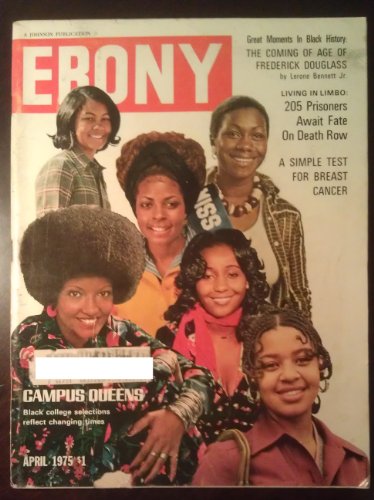 A JOHNSON PUBLICATION
EBONY
Great Moments In Black History:
THE COMING OF AGE OF
FREDERICK DOUGLASS
by Lerone Bennett Jr.
LIVING IN LIMBO:
205 Prisoners
Await Fate
On Death Row
A SIMPLE TEST
FOR BREAST
CANCER
MISS
CAMPUS QUEENS
Black college selections
reflect changing times
APRIL 1975 $1